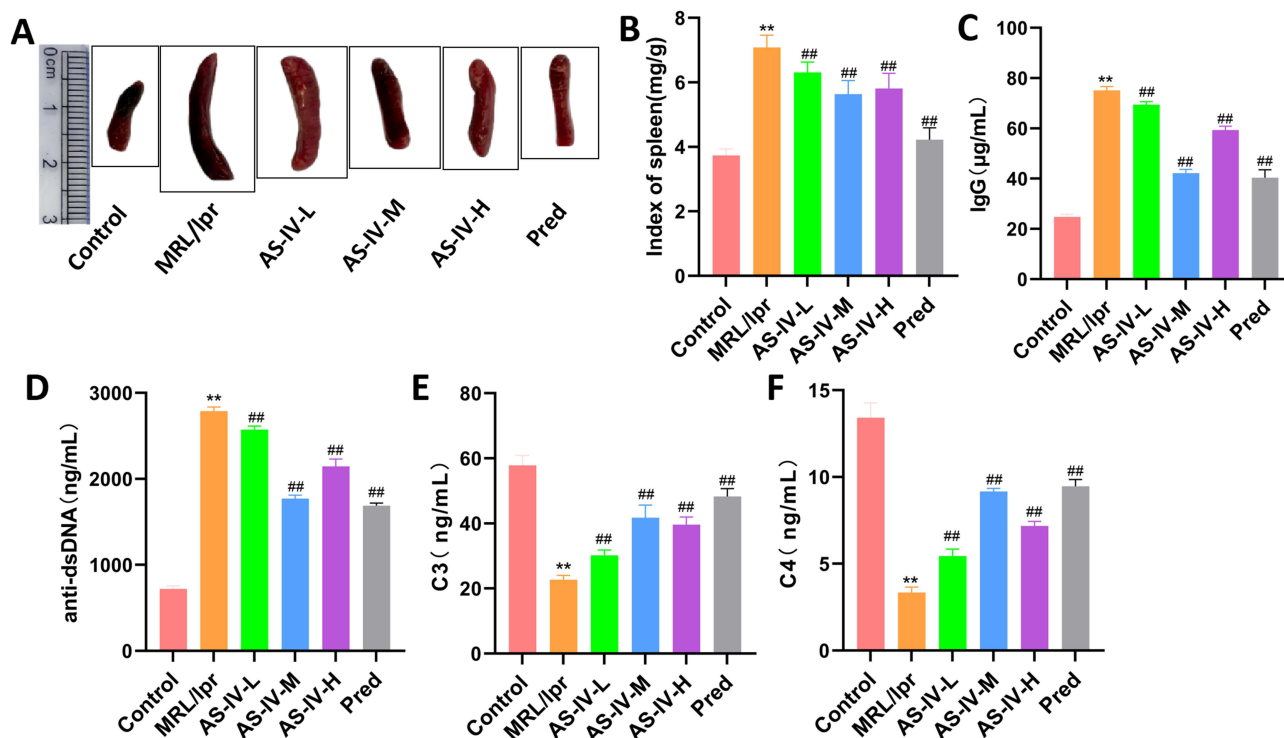 A
0cm
1
2
3
Control
MRL/lpr
AS-IV-L
AS-IV-M
AS-IV-H
Pred
B
Index of spleen(mg/g)
8
6
4
2
0
**
##
##
##
##
Control
MRL/lpr
AS-IV-L
AS-IV-M
AS-IV-H
Pred
C
IgG(μg/mL)
100
80
60
40
20
0
**
##
##
##
##
Control
MRL/lpr
AS-IV-L
AS-IV-M
AS-IV-H
Pred
D
anti-dsDNA(ng/mL)
3000
2000
1000
0
**
##
##
##
##
Control
MRL/lpr
AS-IV-L
AS-IV-M
AS-IV-H
Pred
E
C3( ng/mL)
80
60
40
20
0
**
##
##
##
##
Control
MRL/lpr
AS-IV-L
AS-IV-M
AS-IV-H
Pred
F
C4( ng/mL)
15
10
5
0
**
##
##
##
##
Control
MRL/lpr
AS-IV-L
AS-IV-M
AS-IV-H
Pred